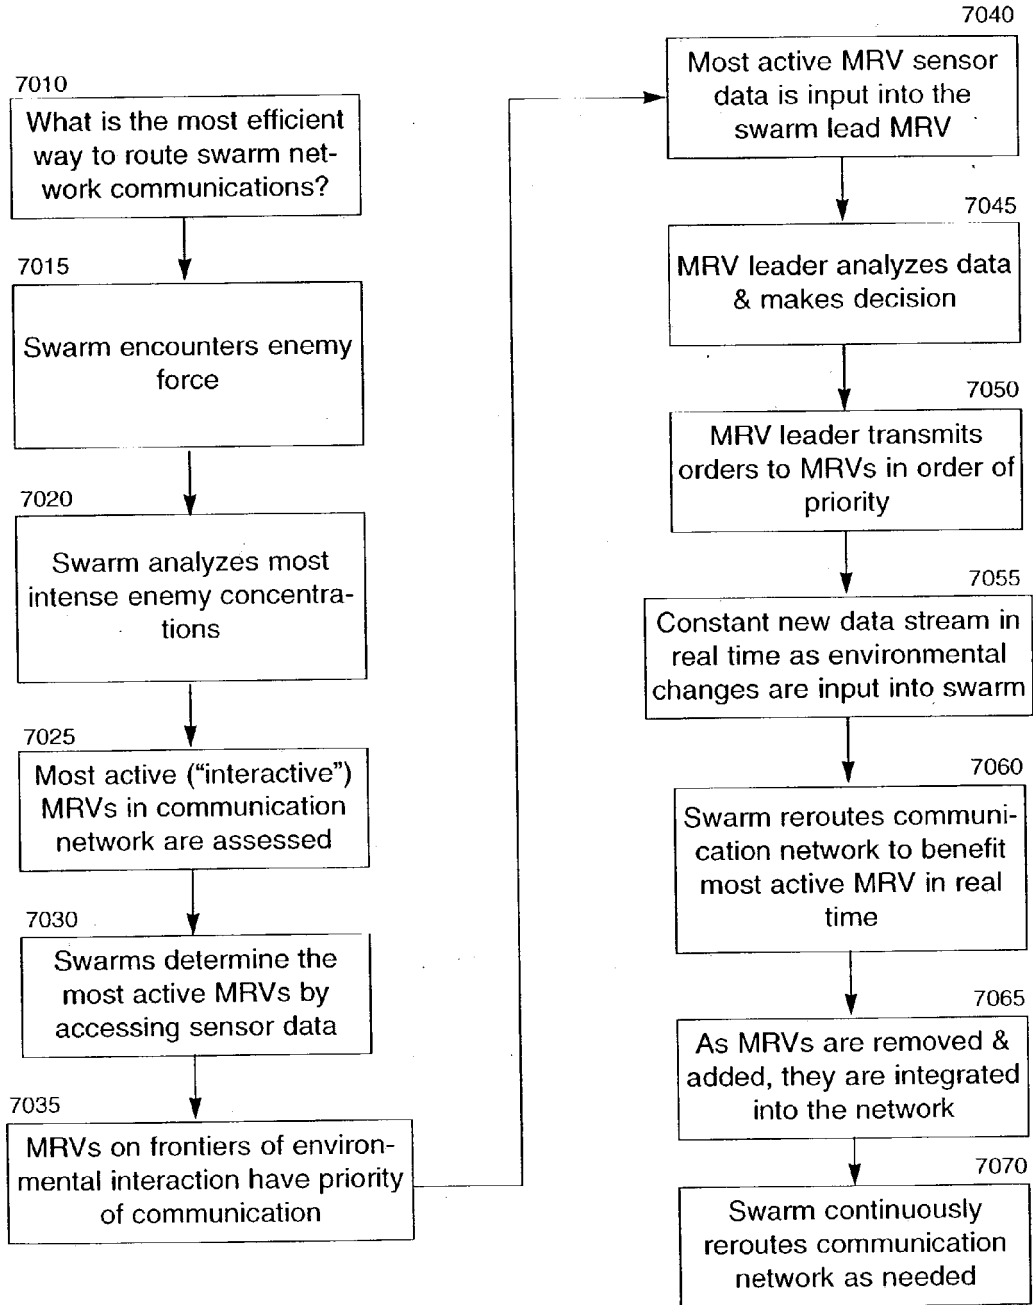 7010
What is the most efficient
way to route swarm net-
work communications?
7015
Swarm encounters enemy
force
7020
Swarm analyzes most
intense enemy concentra-
tions
7025
Most active (“interactive”)
MRVs in communication
network are assessed
7030
Swarms determine the
most active MRVs by
accessing sensor data
7035
MRVs on frontiers of environ-
mental interaction have priority
of communication
7040
Most active MRV sensor
data is input into the
swarm lead MRV
7045
MRV leader analyzes data
& makes decision
7050
MRV leader transmits
orders to MRVs in order of
priority
7055
Constant new data stream in
real time as environmental
changes are input into swarm
7060
Swarm reroutes communi-
cation network to benefit
most active MRV in real
time
7065
As MRVs are removed &
added, they are integrated
into the network
7070
Swarm continuously
reroutes communication
network as needed